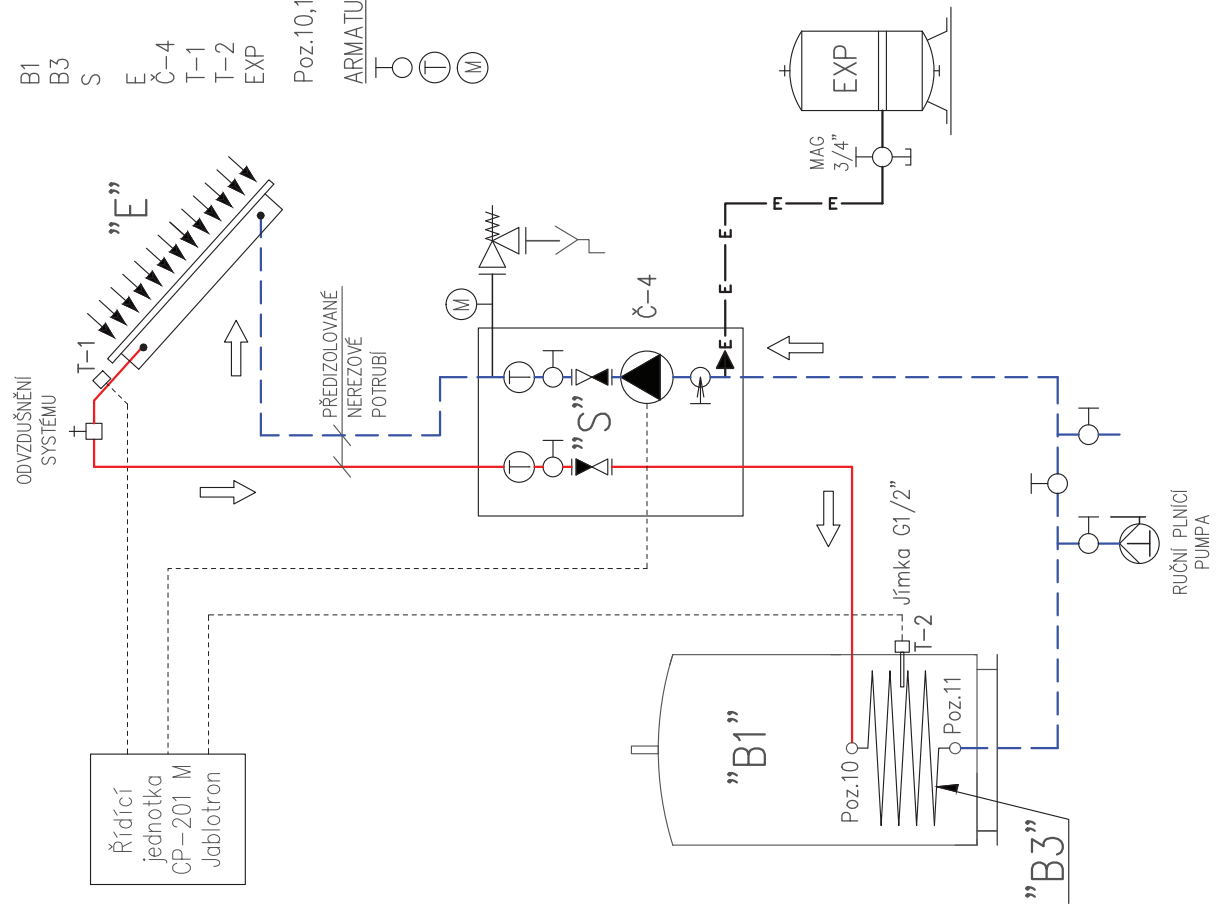 B1
B3
S
E
Č-4
T-1
T-2
EXP
Poz.10,1
ARMATU
T
M
"E"
T-1
ODVZDUŠNĚNÍ
SYSTÉMU
PŘEDIZOLOVANÉ
NEREZOVÉ
POTRUBÍ
M
Č-4
T
T
"S"
E
E
E
E
E
MAG
3/4"
EXP
Řídící
jednotka
CP-201 M
Jablotron
Jímka G1/2"
T-2
"B1"
Poz.10
Poz.11
"B3"
RUČNÍ PLNÍCÍ
PUMPA